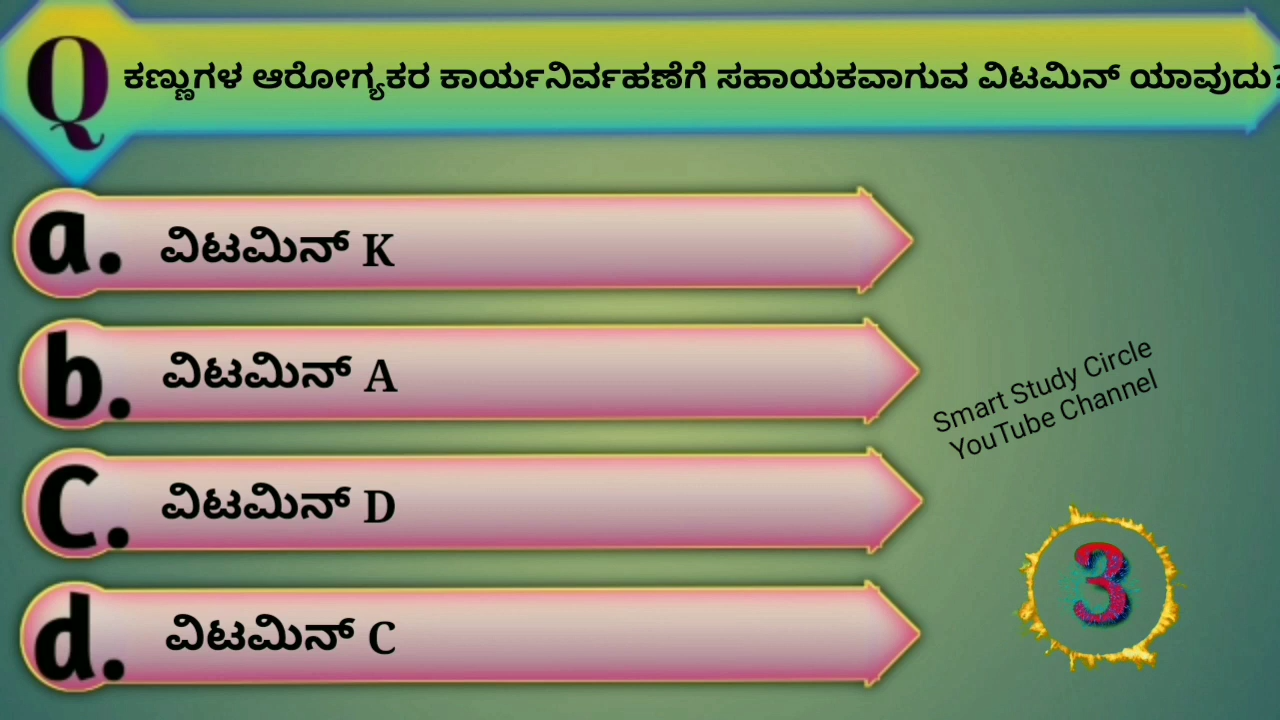 Q ಕಣ್ಣುಗಳ ಆರೋಗ್ಯಕರ ಕಾರ್ಯನಿರ್ವಹಣೆಗೆ ಸಹಾಯಕವಾಗುವ ವಿಟಮಿನ್ ಯಾವುದು?
a. ವಿಟಮಿನ್ K
b. ವಿಟಮಿನ್ A
C. ವಿಟಮಿನ್ D
d. ವಿಟಮಿನ್ C
Smart Study Circle
YouTube Channel
3